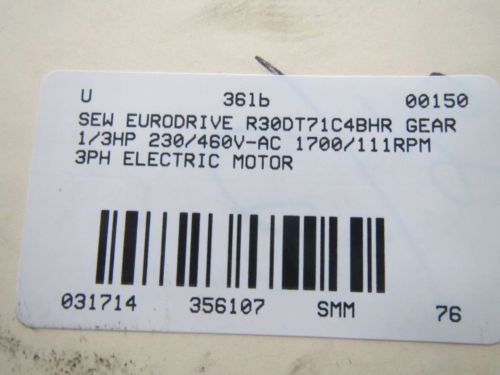 U 36lb 00150
SEW EURODRIVE R30DT71C4BHR GEAR
1/3HP 230/460V-AC 1700/111RPM
3PH ELECTRIC MOTOR
031714 356107 SMM 76